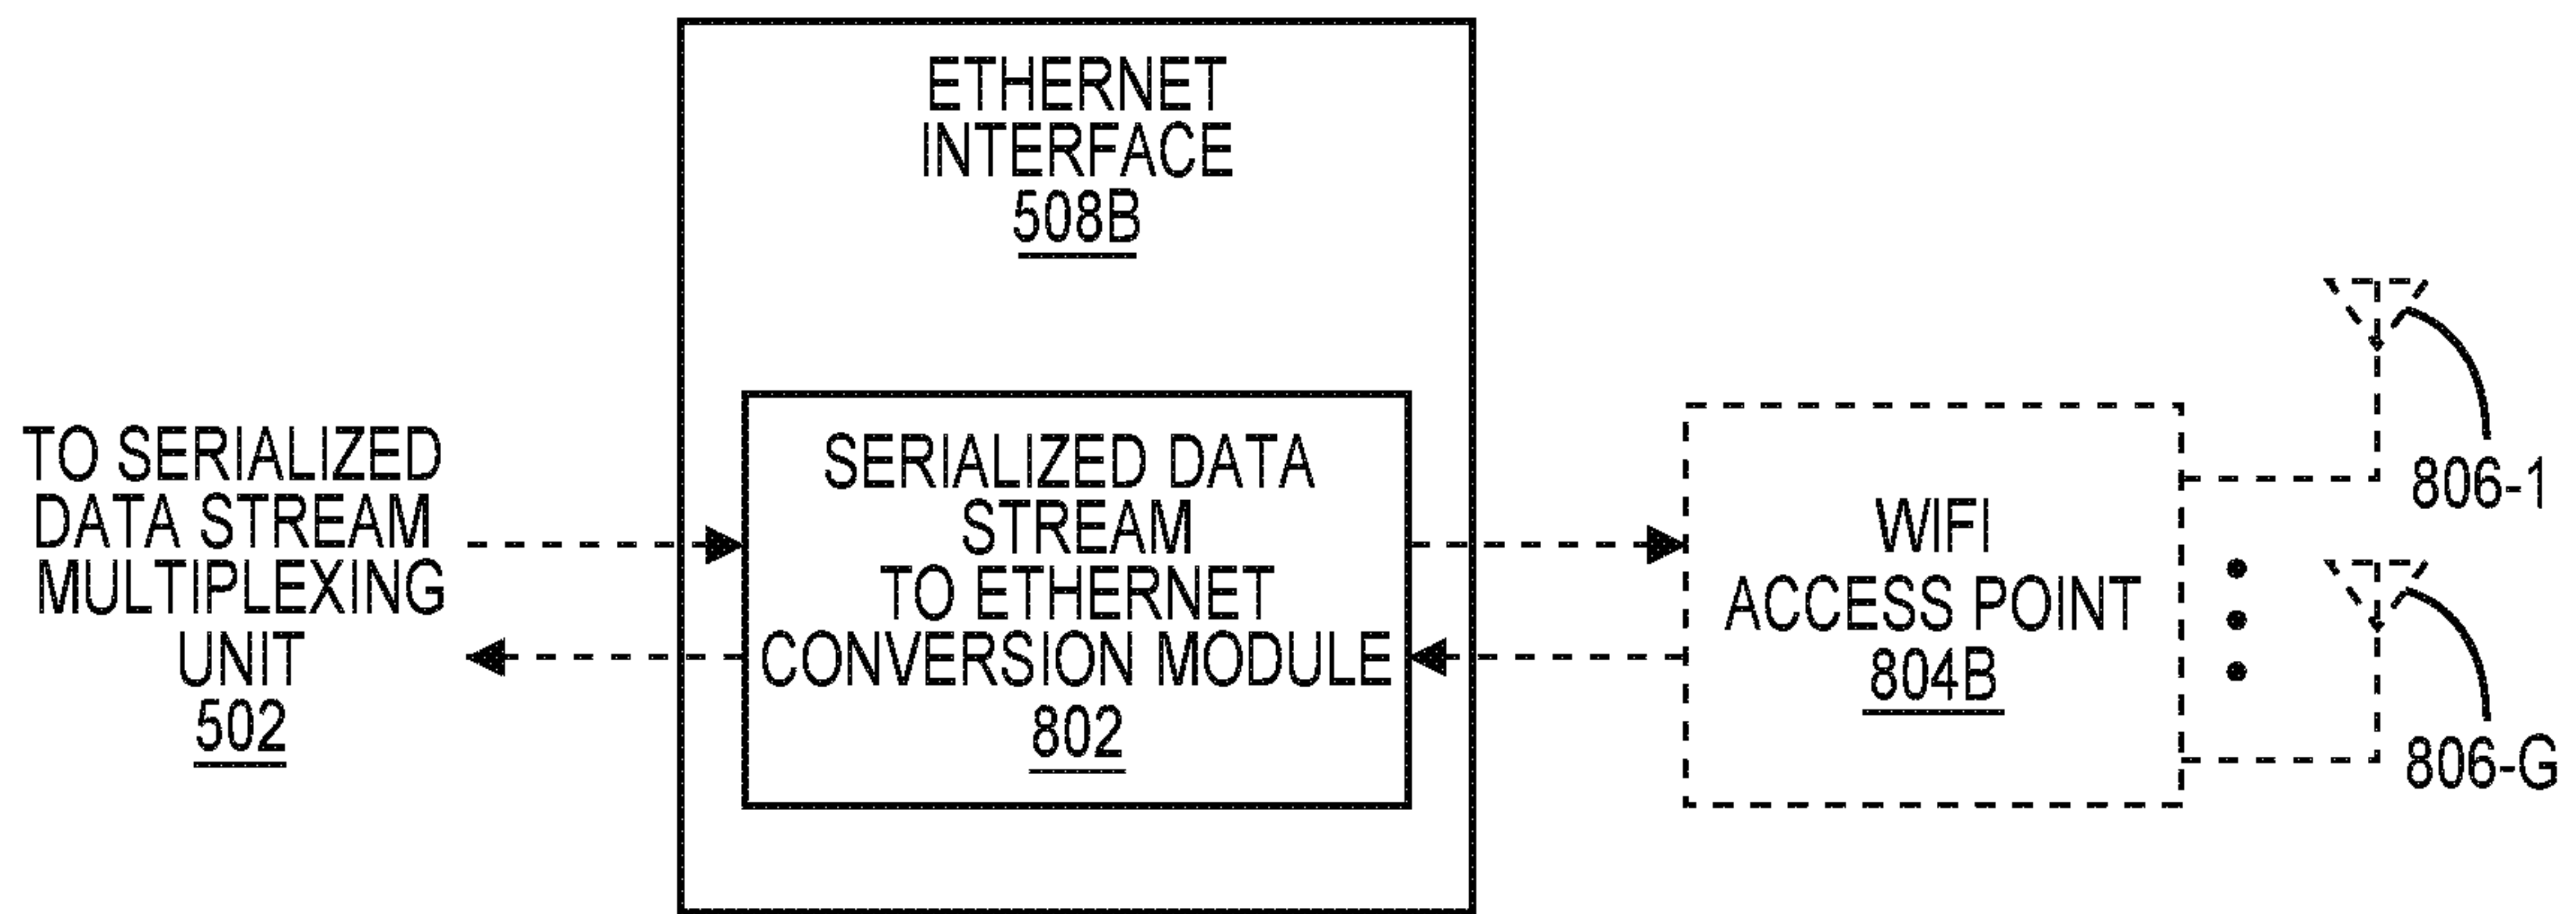 ETHERNET
INTERFACE
508B
TO SERIALIZED
DATA STREAM
MULTIPLEXING
UNIT
502
SERIALIZED DATA
STREAM
TO ETHERNET
CONVERSION MODULE
802
WIFI
ACCESS POINT
804B
806-1
806-G